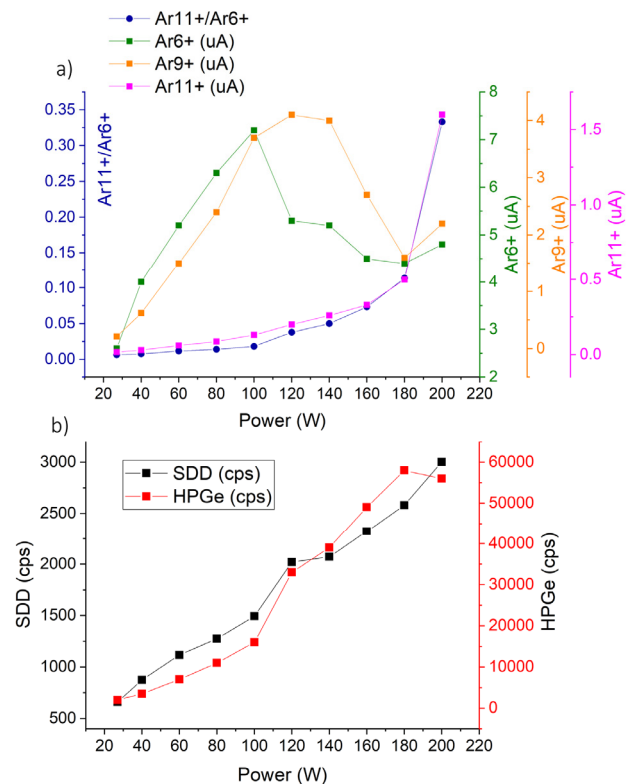 Ar11+/Ar6+
Ar6+ (uA)
Ar9+ (uA)
Ar11+ (uA)
a)
0.35
0.30
0.25
0.20
0.15
0.10
0.05
0.00
Ar11+/Ar6+
8
7
6
5
4
3
2
Ar6+ (uA)
4
3
2
1
0
Ar9+ (uA)
1.5
1.0
0.5
0.0
Ar11+ (uA)
20 40 60 80 100 120 140 160 180 200 220
Power (W)
b)
SDD (cps)
HPGe (cps)
3000
2500
2000
1500
1000
500
SDD (cps)
60000
50000
40000
30000
20000
10000
0
HPGe (cps)
20 40 60 80 100 120 140 160 180 200 220
Power (W)